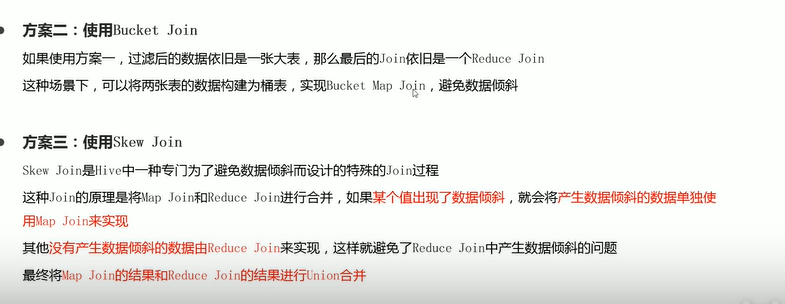 方案二：使用Bucket Join
如果使用方案一，过滤后的数据依旧是一张大表，那么最后的Join依旧是一个Reduce Join
这种场景下，可以将两张表的数据构建为桶表，实现Bucket Map Join，避免数据倾斜
方案三：使用Skew Join
Skew Join是Hive中一种专门为了避免数据倾斜而设计的特殊的Join过程
这种Join的原理是将Map Join和Reduce Join进行合并，如果某个值出现了数据倾斜，就会将产生数据倾斜的数据单独使
用Map Join来实现
其他没有产生数据倾斜的数据由Reduce Join来实现，这样就避免了Reduce Join中产生数据倾斜的问题
最终将Map Join的结果和Reduce Join的结果进行Union合并